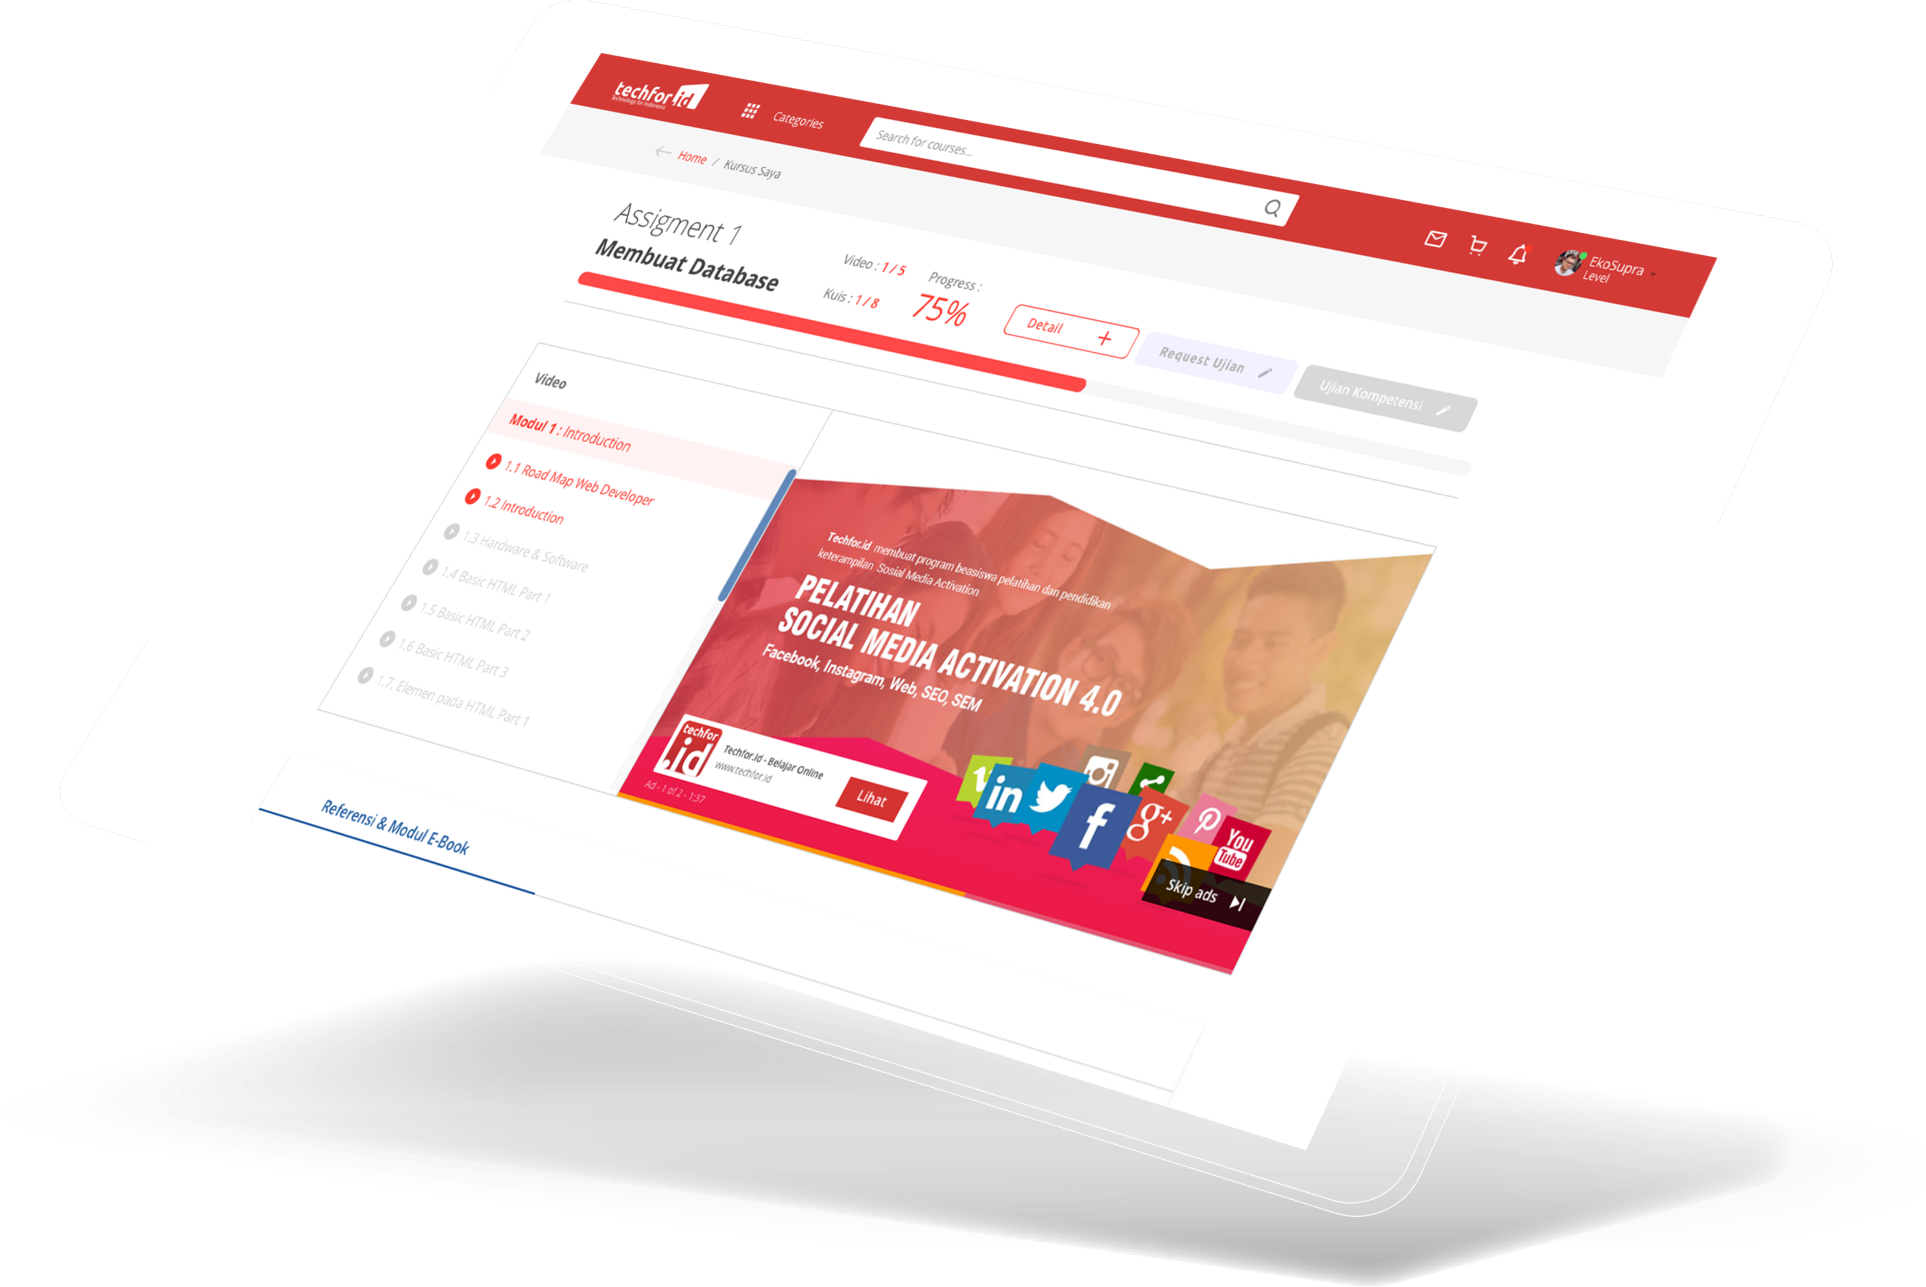 techfor.id
Technology for Indonesia
Categories
Search for courses...
EkoSupra
Level
Home / Kursus Saya
Assigment 1
Membuat Database
Video : 1 / 5
Kuis : 1 / 8
Progress :
75%
Detail +
Request Ujian
Ujian Kompetensi
Video
Modul 1 : Introduction
1.1 Road Map Web Developer
1.2 Introduction
1.3 Hardware & Software
1.4 Basic HTML Part 1
1.5 Basic HTML Part 2
1.6 Basic HTML Part 3
1.7. Elemen pada HTML Part 1
Techfor.id membuat program beasiswa pelatihan dan pendidikan
keterampilan Sosial Media Activation
PELATIHAN
SOCIAL MEDIA ACTIVATION 4.0
Facebook, Instagram, Web, SEO, SEM
techfor
.id
Techfor.id - Belajar Online
www.techfor.id
Lihat
Ad - 1 of 2 - 1:37
in
f
g+
You
Tube
Skip ads
Referensi & Modul E-Book